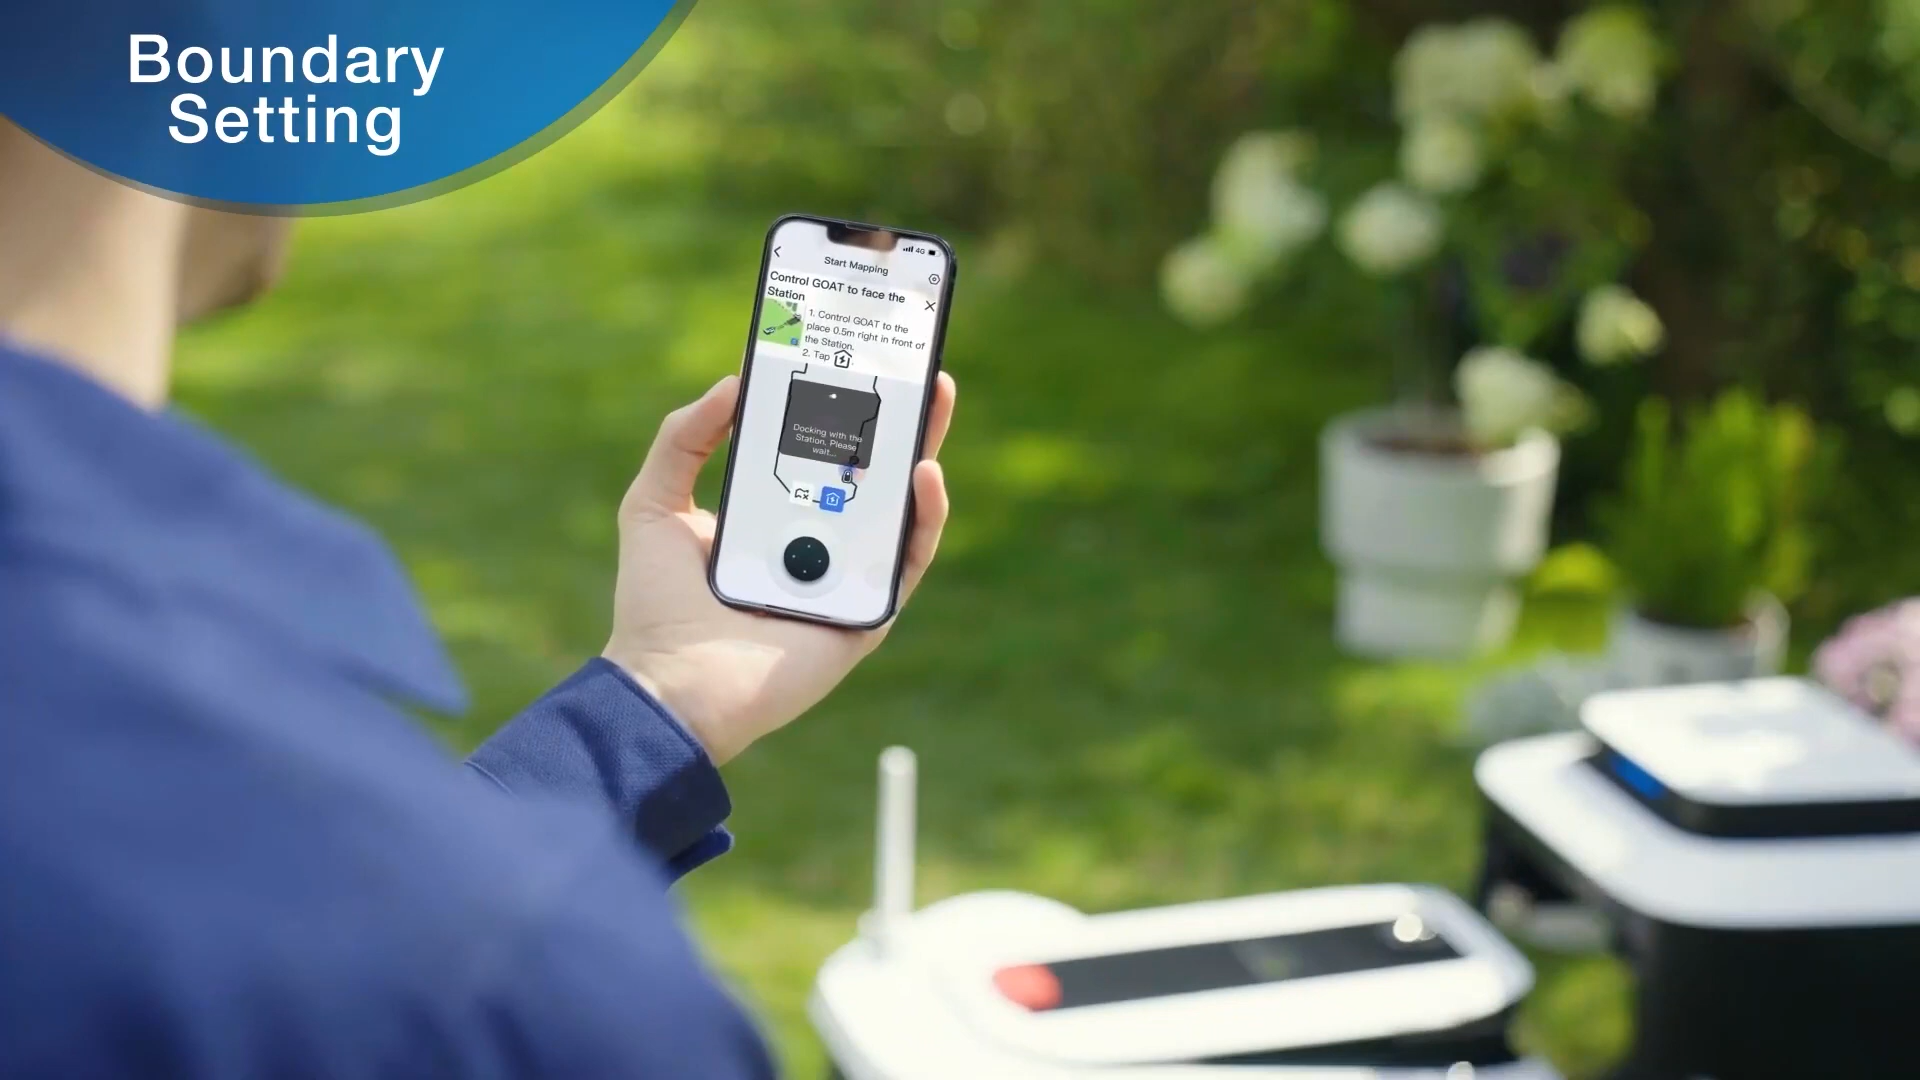 Boundary
Setting
4G
Start Mapping
Control GOAT to face the
Station
1. Control GOAT to the
place 0.5m right in front of
the Station.
2. Tap
Docking with the
Station. Please
wait...